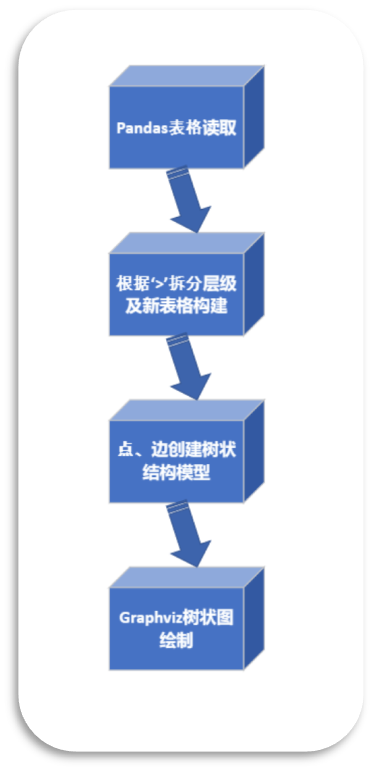 Pandas表格读取
根据‘>’拆分层级
及新表格构建
点、边创建树状
结构模型
Graphviz树状图
绘制